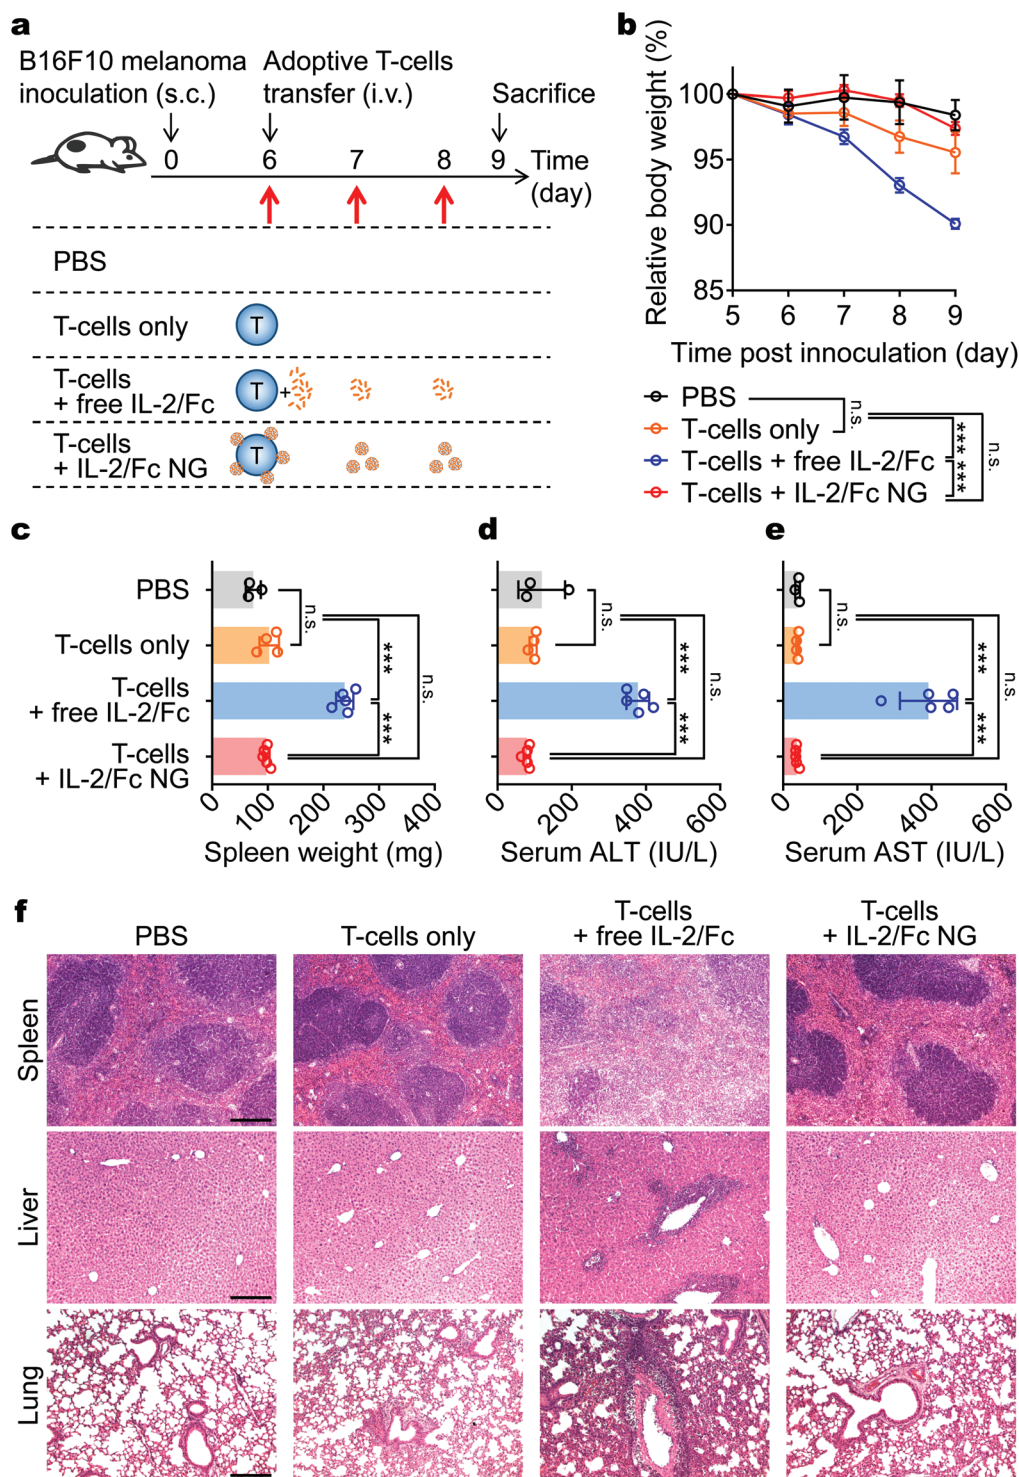 a
B16F10 melanoma
inoculation (s.c.)
Adoptive T-cells
transfer (i.v.)
Sacrifice
0 6 7 8 9 Time
(day)
PBS
T-cells only
T
T-cells
+ free IL-2/Fc
T +
T-cells
+ IL-2/Fc NG
T
b
Relative body weight (%)
100
95
90
85
5 6 7 8 9
Time post innoculation (day)
PBS
T-cells only
T-cells + free IL-2/Fc
T-cells + IL-2/Fc NG
n.s.
***
***
n.s.
c
PBS
T-cells only
T-cells
+ free IL-2/Fc
T-cells
+ IL-2/Fc NG
n.s.
***
***
n.s.
0 100 200 300 400
Spleen weight (mg)
d
n.s.
***
***
n.s.
0 200 400 600
Serum ALT (IU/L)
e
n.s.
***
***
n.s.
0 200 400 600
Serum AST (IU/L)
f
PBS
T-cells only
T-cells
+ free IL-2/Fc
T-cells
+ IL-2/Fc NG
Spleen
Liver
Lung